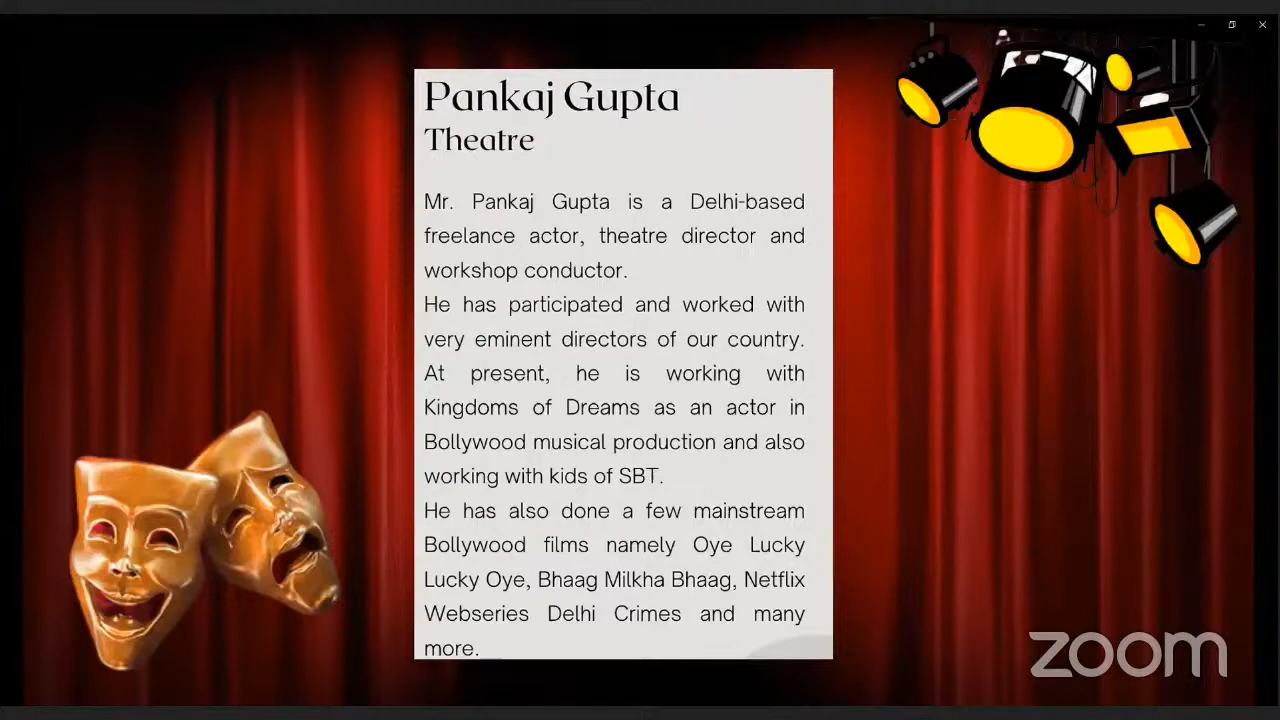 Pankaj Gupta
Theatre
Mr. Pankaj Gupta is a Delhi-based
freelance actor, theatre director and
workshop conductor.
He has participated and worked with
very eminent directors of our country.
At present, he is working with
Kingdoms of Dreams as an actor in
Bollywood musical production and also
working with kids of SBT.
He has also done a few mainstream
Bollywood films namely Oye Lucky
Lucky Oye, Bhaag Milkha Bhaag, Netflix
Webseries Delhi Crimes and many
more.
zoom